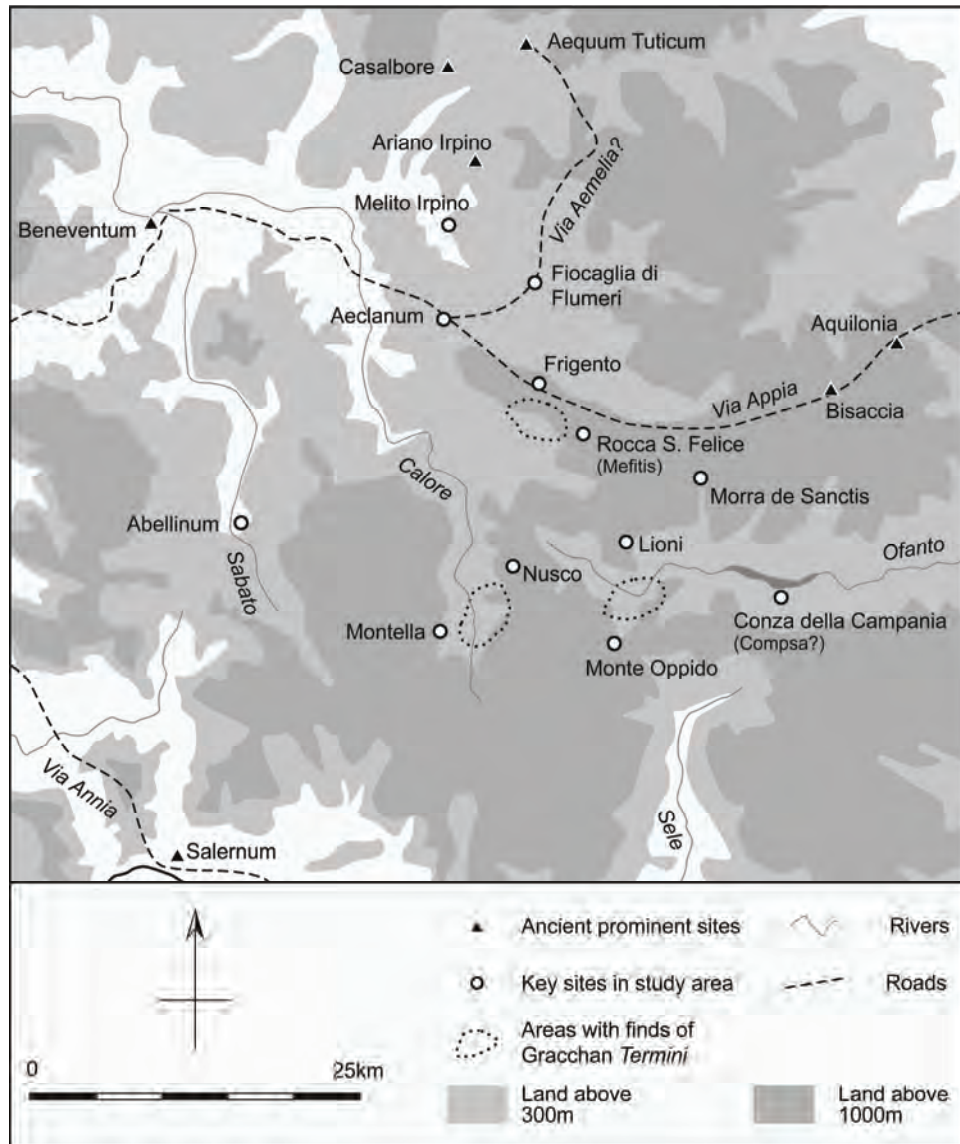 Aequum Tuticum
Casalbore
Ariano Irpino
Via Aemelia?
Melito Irpino
Beneventum
Fiocaglia di
Flumeri
Aeclanum
Aquilonia
Frigento
Via Appia
Bisaccia
Rocca S. Felice
(Mefitis)
Calore
Morra de Sanctis
Abellinum
Lioni
Ofanto
Sabato
Nusco
Montella
Conza della Campania
(Compsa?)
Monte Oppido
Via Annia
Sele
Salernum
Ancient prominent sites
Rivers
Key sites in study area
Roads
Areas with finds of
Gracchan Termini
0
25km
Land above
300m
Land above
1000m